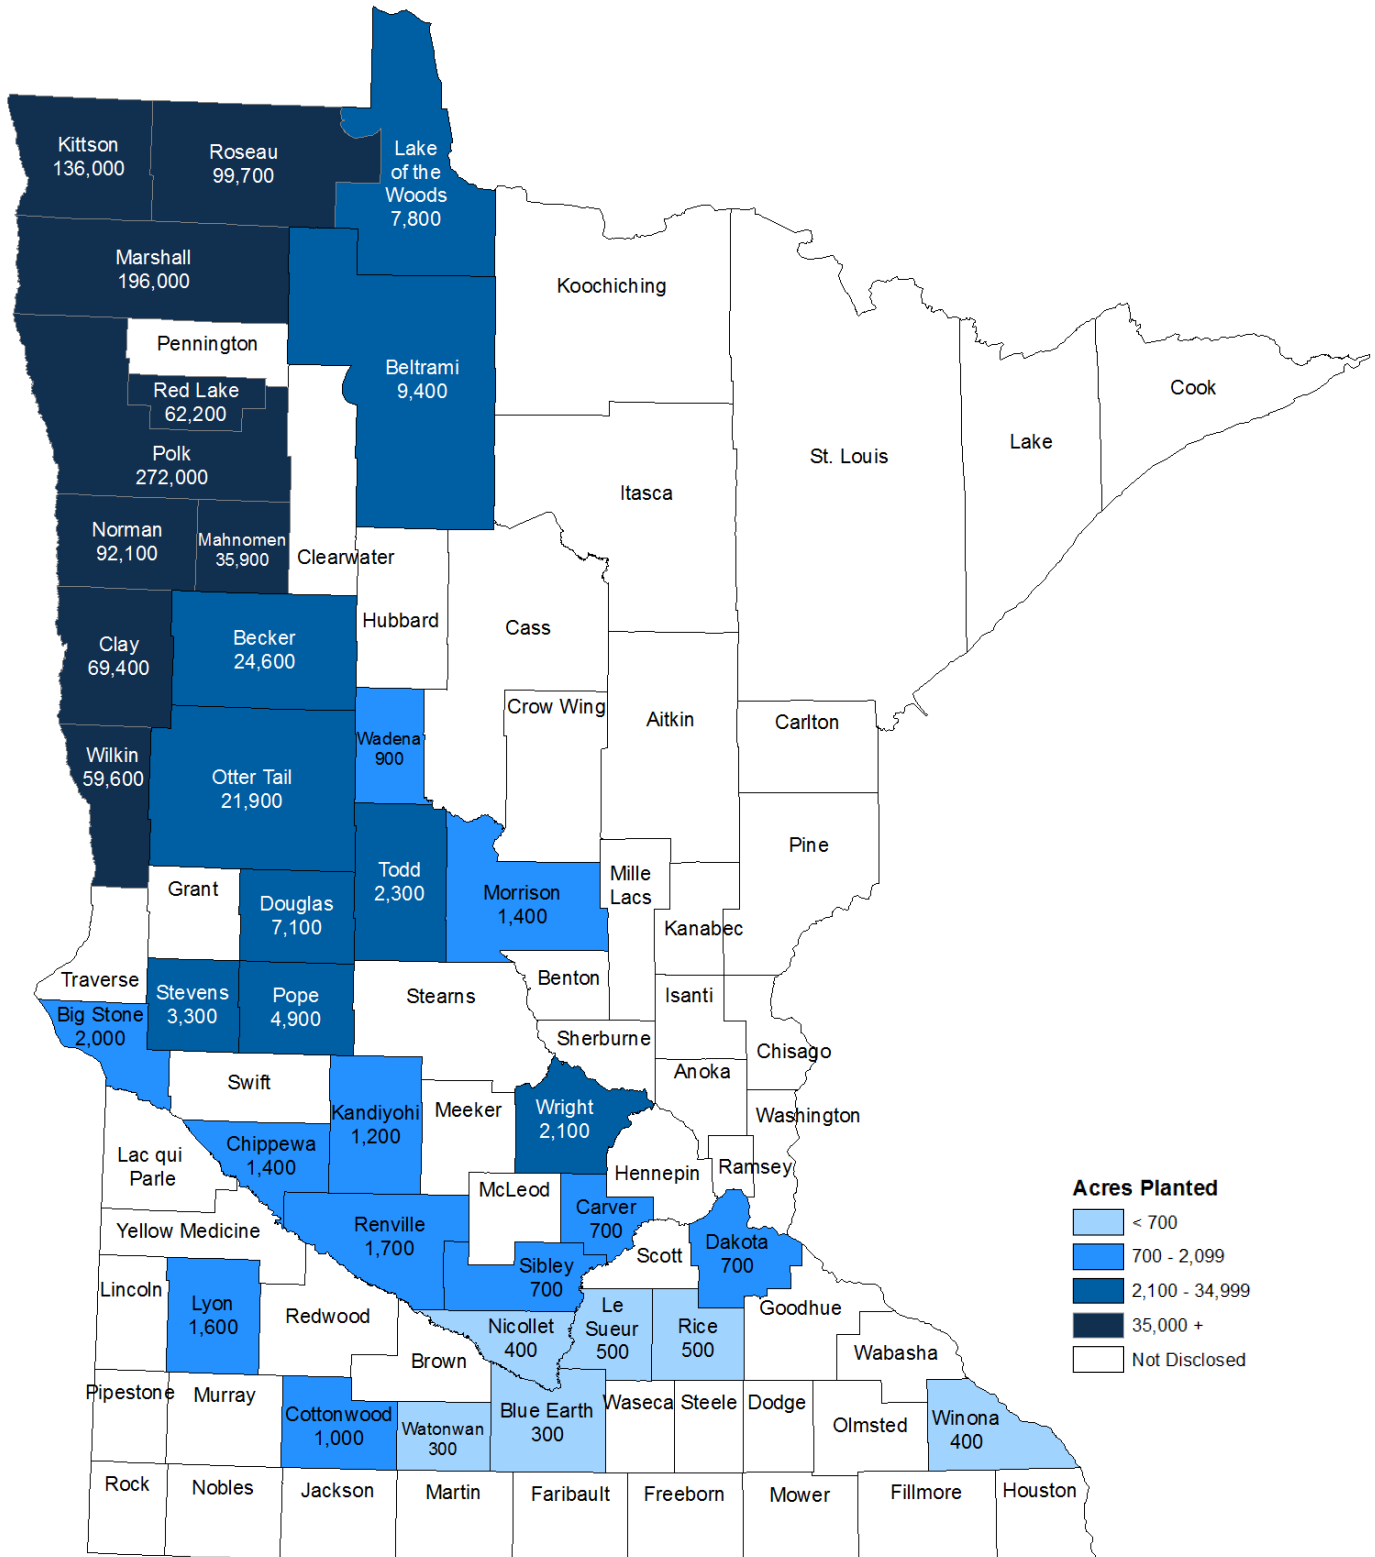 Kittson
136,000
Roseau
99,700
Lake
of the
Woods
7,800
Marshall
196,000
Koochiching
Pennington
Beltrami
9,400
Red Lake
62,200
Cook
Lake
St. Louis
Polk
272,000
Itasca
Norman
92,100
Mahnomen
35,900
Clearwater
Hubbard
Cass
Clay
69,400
Becker
24,600
Crow Wing
Aitkin
Carlton
Wadena
900
Wilkin
59,600
Otter Tail
21,900
Pine
Todd
2,300
Mille
Lacs
Grant
Morrison
1,400
Douglas
7,100
Kanabec
Traverse
Benton
Stevens
3,300
Pope
4,900
Stearns
Isanti
Big Stone
2,000
Sherburne
Chisago
Anoka
Swift
Kandiyohi
1,200
Meeker
Wright
2,100
Washington
Chippewa
1,400
Lac qui
Parle
Hennepin
Ramsey
McLeod
Carver
700
Yellow Medicine
Renville
1,700
Scott
Dakota
700
Sibley
700
Lincoln
Lyon
1,600
Redwood
Goodhue
Le
Sueur
500
Nicollet
400
Rice
500
Brown
Wabasha
Pipestone
Murray
Cottonwood
1,000
Watonwan
300
Blue Earth
300
Waseca
Steele
Dodge
Olmsted
Winona
400
Rock
Nobles
Jackson
Martin
Faribault
Freeborn
Mower
Fillmore
Houston
Acres Planted
< 700
700 - 2,099
2,100 - 34,999
35,000 +
Not Disclosed